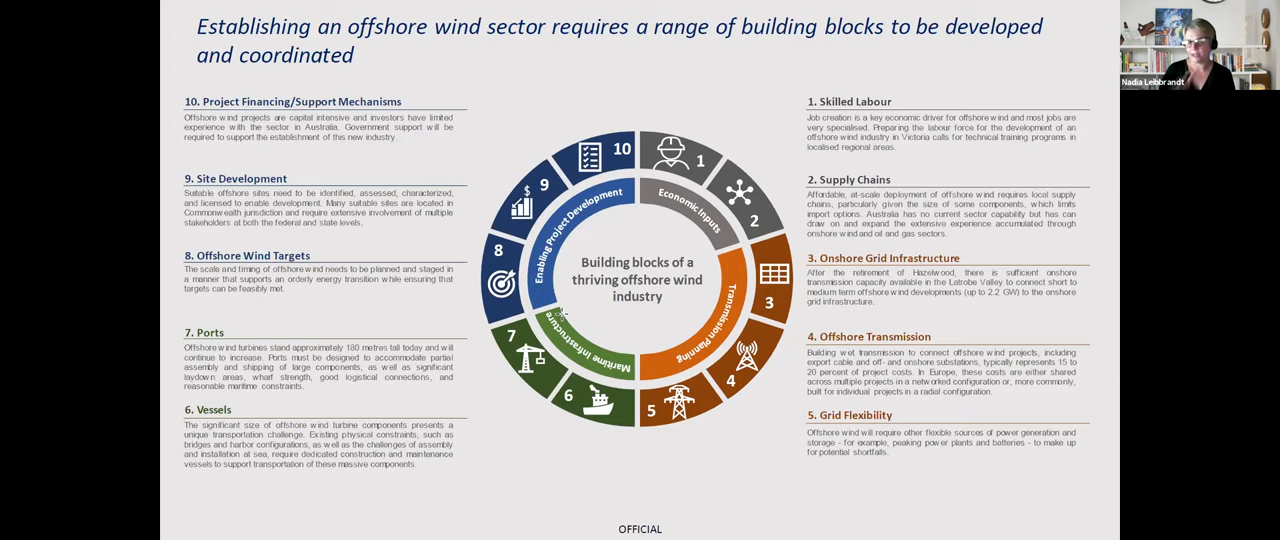 Establishing an offshore wind sector requires a range of building blocks to be developed
and coordinated
Nadia Leibbrandt
10. Project Financing/Support Mechanisms
Offshore wind projects are capital intensive and investors have limited
experience with the sector in Australia. Government support will be
required to support the establishment of this new industry.
9. Site Development
Suitable offshore sites need to be identified, assessed, characterized,
and licensed to enable development. Many suitable sites are located in
Commonwealth jurisdiction and require extensive involvement of multiple
stakeholders at both the federal and state levels.
8. Offshore Wind Targets
The scale and timing of offshore wind needs to be planned and staged in
a manner that supports an orderly energy transition while ensuring that
targets can be feasibly met.
7. Ports
Offshore wind turbines stand approximately 180 metres tall today and will
continue to increase. Ports must be designed to accommodate partial
assembly and shipping of large components, as well as significant
laydown areas, wharf strength, good logistical connections, and
reasonable maritime constraints.
6. Vessels
The significant size of offshore wind turbine components presents a
unique transportation challenge. Existing physical constraints, such as
bridges and harbor configurations, as well as the challenges of assembly
and installation at sea, require dedicated construction and maintenance
vessels to support transportation of these massive components.
10
1
9
2
8
3
7
4
6
5
Enabling Project Development
Economic Inputs
Transmission Planning
Maritime Infrastructure
Building blocks of a
thriving offshore wind
industry
1. Skilled Labour
Job creation is a key economic driver for offshore wind and most jobs are
very specialised. Preparing the labour force for the development of an
offshore wind industry in Victoria calls for technical training programs in
localised regional areas.
2. Supply Chains
Affordable, at-scale deployment of offshore wind requires local supply
chains, particularly given the size of some components, which limits
import options. Australia has no current sector capability but has can
draw on and expand the extensive experience accumulated through
onshore wind and oil and gas sectors.
3. Onshore Grid Infrastructure
After the retirement of Hazelwood, there is sufficient onshore
transmission capacity available in the Latrobe Valley to connect short to
medium term offshore wind developments (up to 2.2 GW) to the onshore
grid infrastructure.
4. Offshore Transmission
Building wet transmission to connect offshore wind projects, including
export cable and off- and onshore substations, typically represents 15 to
20 percent of project costs. In Europe, these costs are either shared
across multiple projects in a networked configuration or, more commonly,
built for individual projects in a radial configuration.
5. Grid Flexibility
Offshore wind will require other flexible sources of power generation and
storage - for example, peaking power plants and batteries - to make up
for potential shortfalls.
OFFICIAL